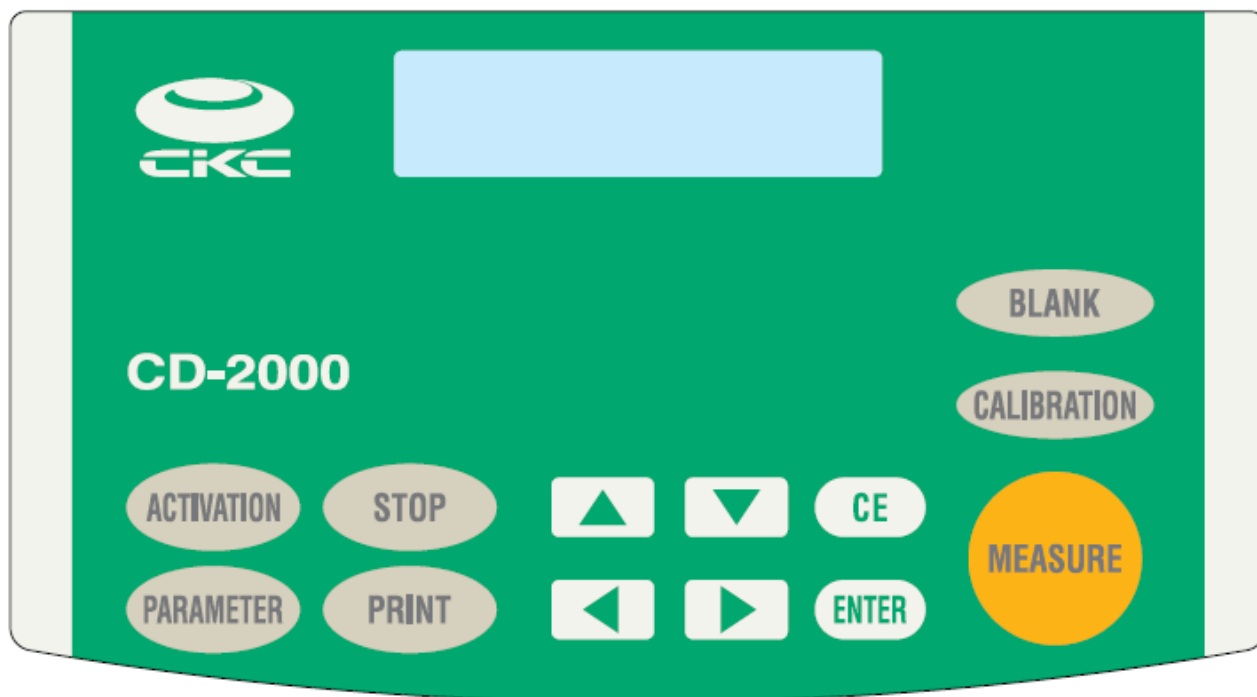 CKC
BLANK
CD-2000
CALIBRATION
ACTIVATION STOP CE
MEASURE
PARAMETER PRINT ENTER